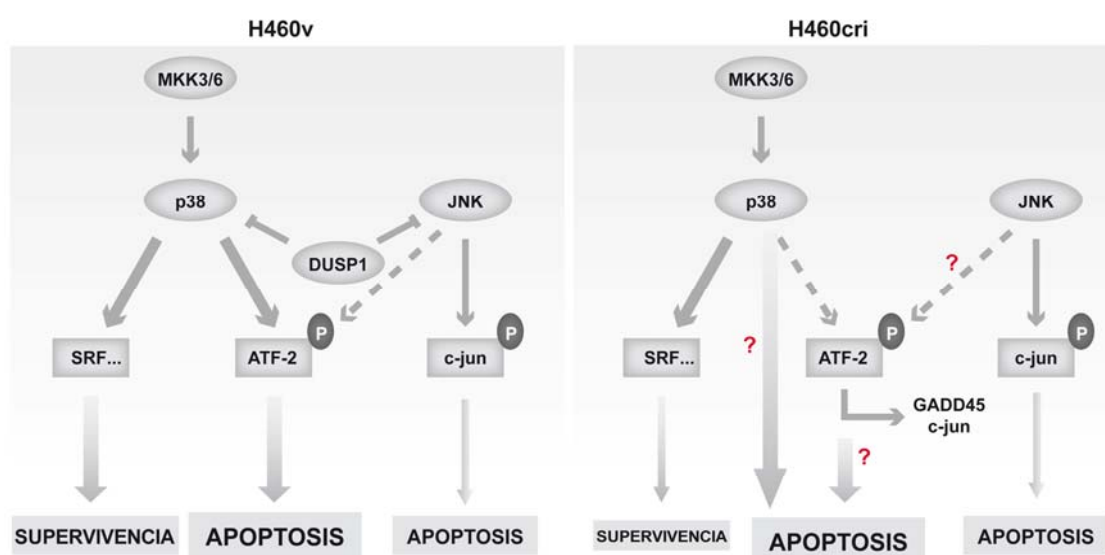 H460v
MKK3/6
p38
JNK
DUSP1
P
P
SRF...
ATF-2
c-jun
SUPERVIVENCIA
APOPTOSIS
APOPTOSIS
H460cri
MKK3/6
p38
JNK
?
P
P
?
SRF...
ATF-2
c-jun
GADD45
c-jun
?
SUPERVIVENCIA
APOPTOSIS
APOPTOSIS